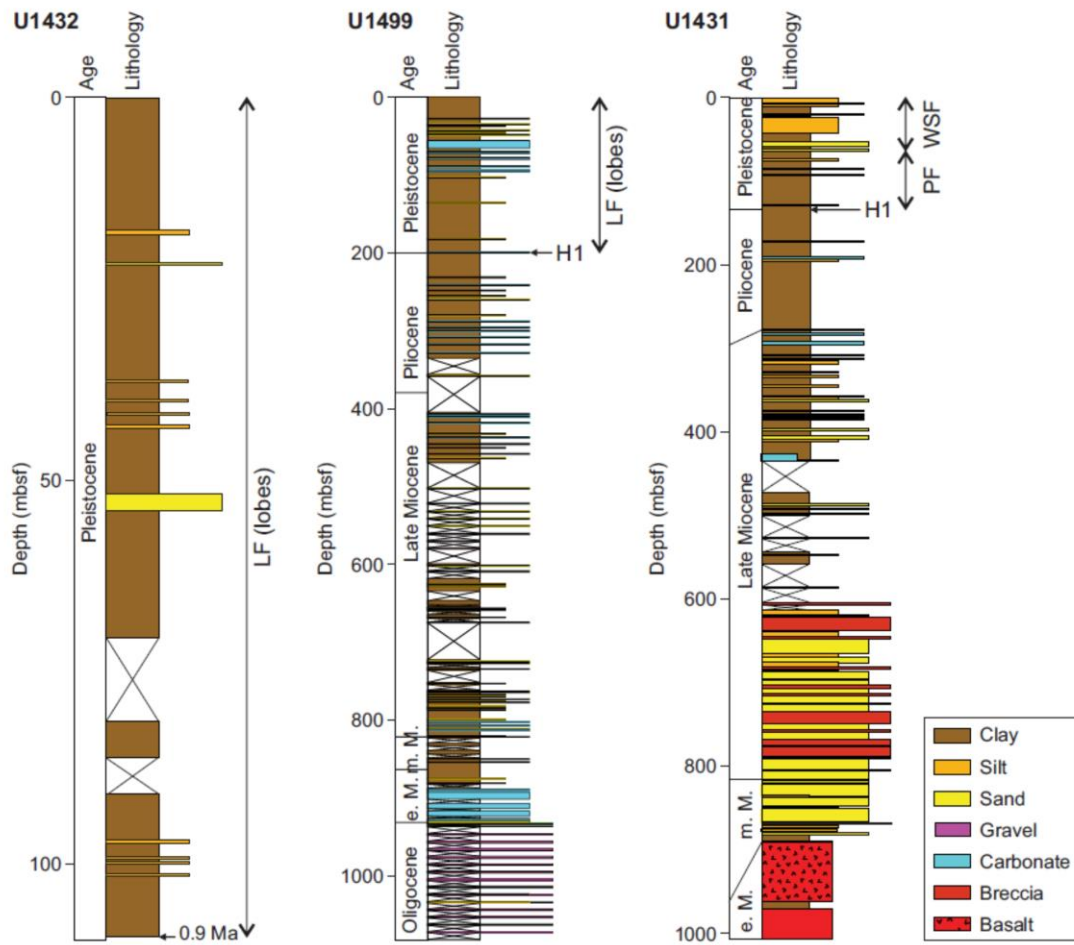 U1432
Age
Lithology
0
50
100
Depth (mbsf)
Pleistocene
LF (lobes)
0.9 Ma
U1499
Age
Lithology
0
200
400
600
800
1000
Depth (mbsf)
Pleistocene
Pliocene
Late Miocene
m. M.
e. M.
Oligocene
LF (lobes)
H1
U1431
Age
Lithology
0
200
400
600
800
1000
Depth (mbsf)
Pleistocene
Pliocene
Late Miocene
m. M.
e. M.
WSF
PF
H1
Clay
Silt
Sand
Gravel
Carbonate
Breccia
Basalt